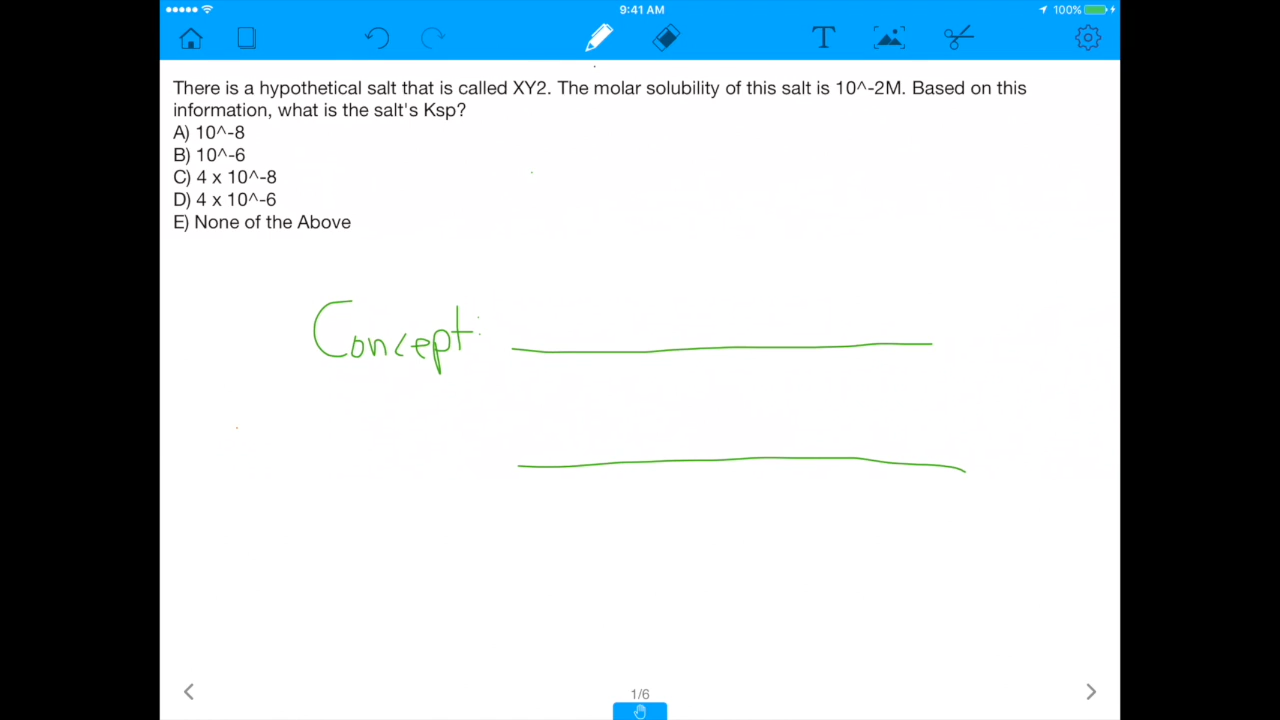 9:41 AM
100%
T
There is a hypothetical salt that is called XY2. The molar solubility of this salt is 10^-2M. Based on this
information, what is the salt's Ksp?
A) 10^-8
B) 10^-6
C) 4 x 10^-8
D) 4 x 10^-6
E) None of the Above
Concept:
1/6